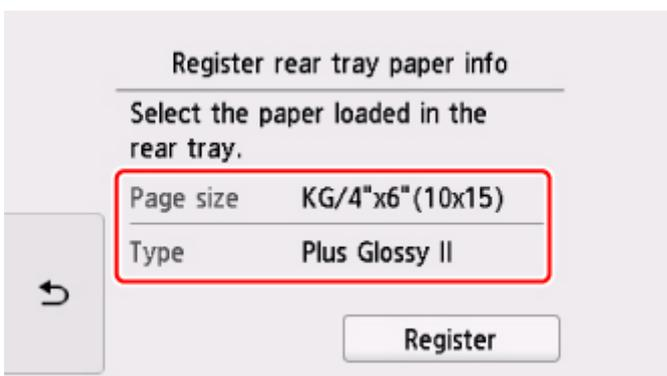 Register rear tray paper info
Select the paper loaded in the
rear tray.
Page size KG/4"x6"(10x15)
Type Plus Glossy II
Register